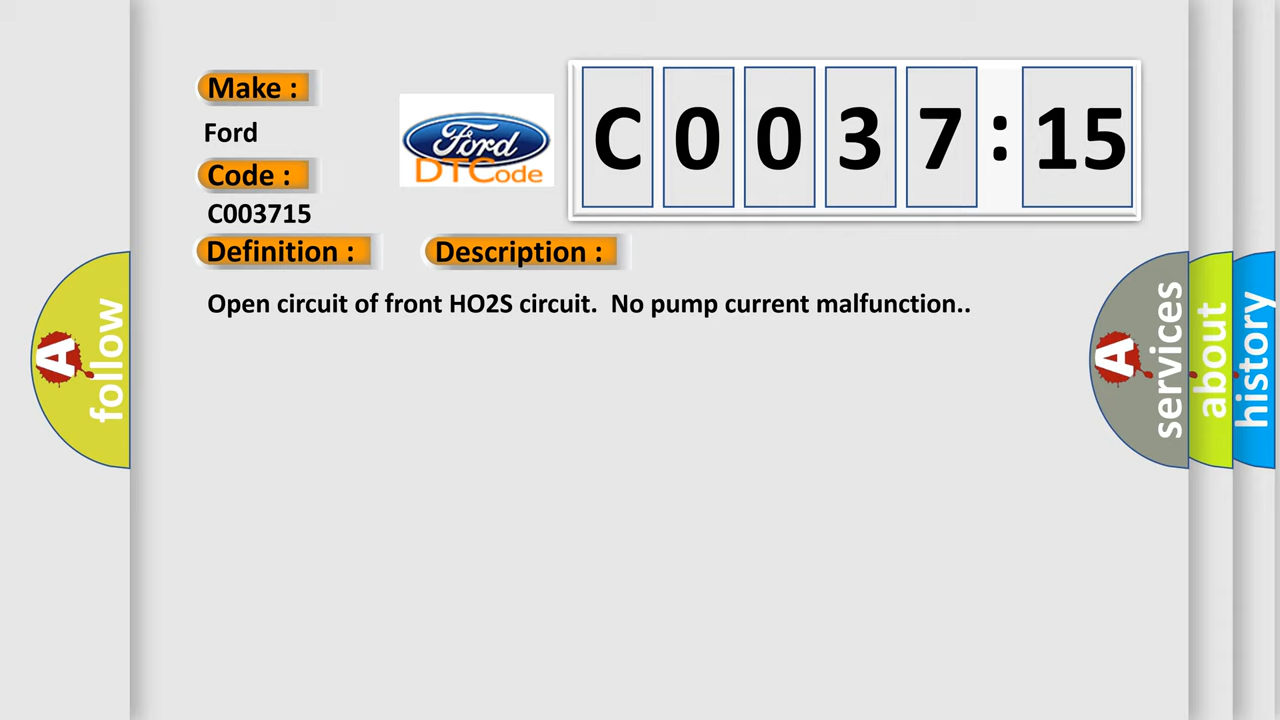 Make :
Ford
Code :
C003715
Definition :
Description :
Open circuit of front HO2S circuit.  No pump current malfunction..
Ford
DTCode
C 0 0 3 7 : 15
A follow
A services
about
history